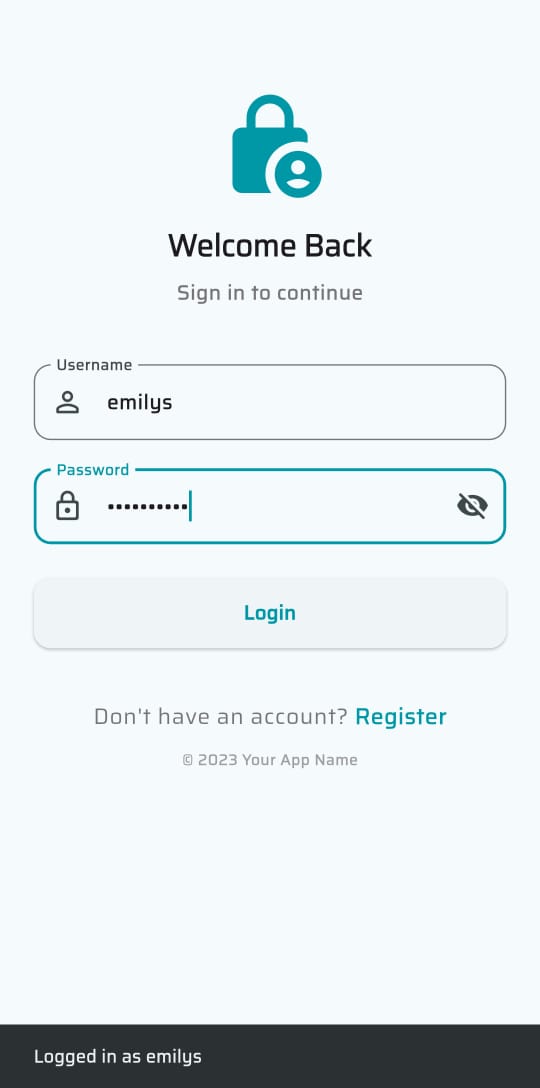 Welcome Back
Sign in to continue
Username
emilys
Password
••••••••••
Login
Don't have an account? Register
© 2023 Your App Name
Logged in as emilys